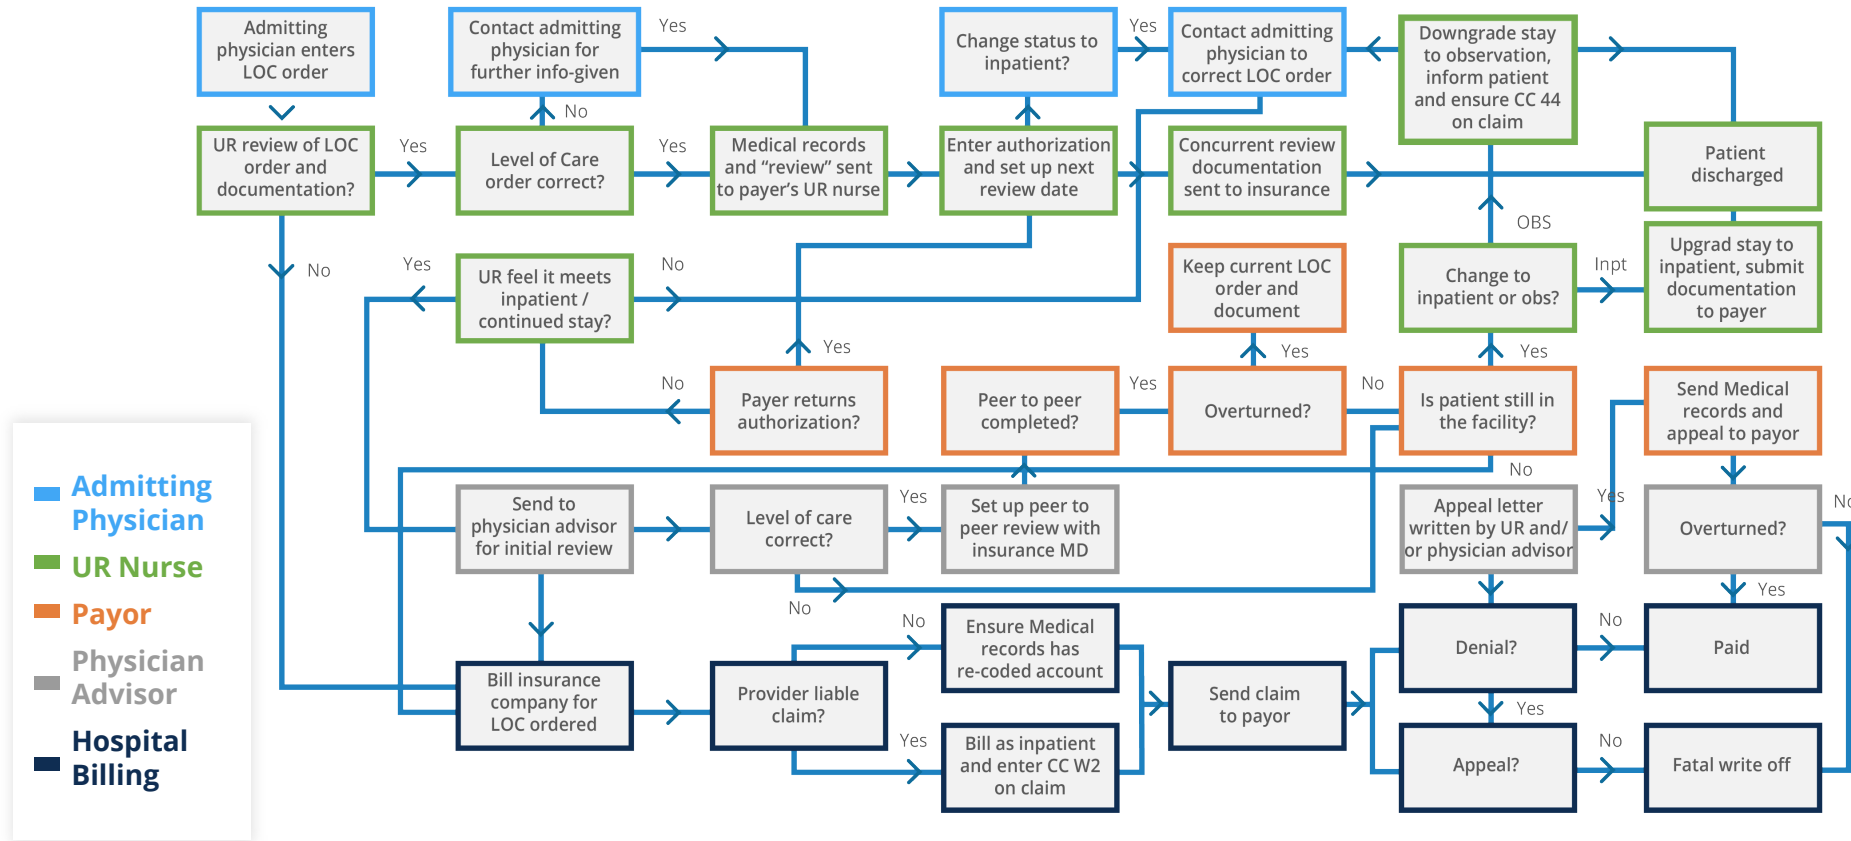 Admitting
physician enters
LOC order
Contact admitting
physician for
further info-given
Yes
Change status to
inpatient?
Yes
Contact admitting
physician to
correct LOC order
Downgrade stay
to observation,
inform patient
and ensure CC 44
on claim
No
UR review of LOC
order and
documentation?
Yes
Level of Care
order correct?
Yes
Medical records
and “review” sent
to payer’s UR nurse
Enter authorization
and set up next
review date
Concurrent review
documentation
sent to insurance
Patient
discharged
OBS
No
Yes
UR feel it meets
inpatient /
continued stay?
No
Keep current LOC
order and
document
Change to
inpatient or obs?
Inpt
Upgrad stay to
inpatient, submit
documentation
to payer
Yes
Yes
Yes
No
Payer returns
authorization?
Peer to peer
completed?
Yes
Overturned?
No
Is patient still in
the facility?
Send Medical
records and
appeal to payor
No
Send to
physician advisor
for initial review
Level of care
correct?
Yes
Set up peer to
peer review with
insurance MD
Appeal letter
written by UR and/
or physician advisor
Yes
Overturned?
No
No
Yes
No
Ensure Medical
records has
re-coded account
Denial?
No
Paid
Bill insurance
company for
LOC ordered
Provider liable
claim?
Send claim
to payor
Yes
Yes
Bill as inpatient
and enter CC W2
on claim
Appeal?
No
Fatal write off
Admitting
Physician
UR Nurse
Payor
Physician
Advisor
Hospital
Billing